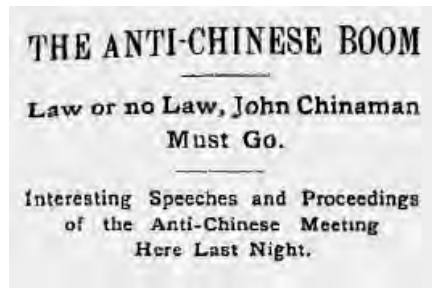 THE ANTI-CHINESE BOOM
Law or no Law, John Chinaman
Must Go.
Interesting Speeches and Proceedings
of the Anti-Chinese Meeting
Here Last Night.